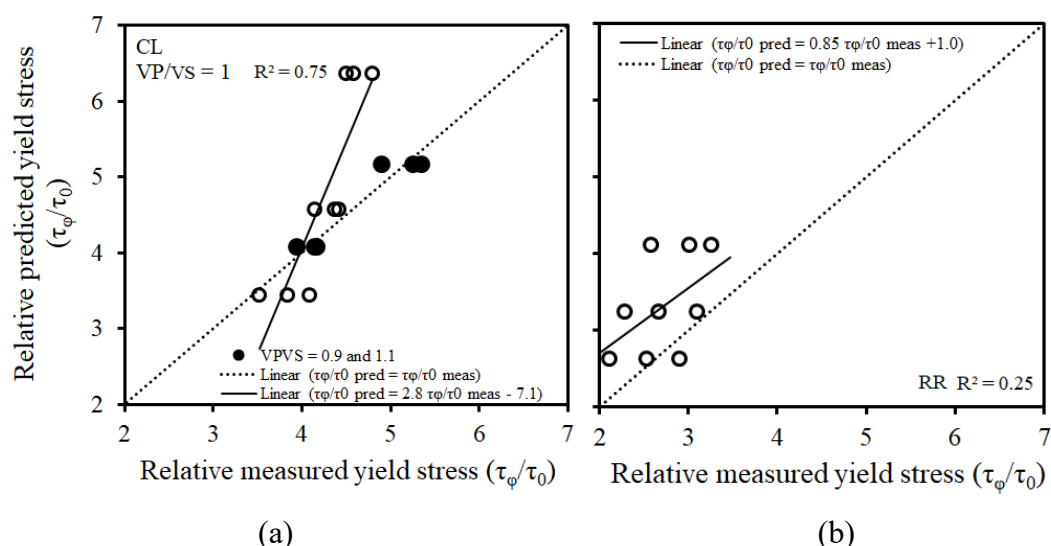 Relative predicted yield stress
(τφ/τ0)
7
6
5
4
3
2
CL
VP/VS = 1
R² = 0.75
VPVS = 0.9 and 1.1
Linear (τφ/τ0 pred = τφ/τ0 meas)
Linear (τφ/τ0 pred = 2.8 τφ/τ0 meas - 7.1)
2 3 4 5 6 7
Relative measured yield stress (τφ/τ0)
(a)
7
6
5
4
3
2
Linear (τφ/τ0 pred = 0.85 τφ/τ0 meas +1.0)
Linear (τφ/τ0 pred = τφ/τ0 meas)
RR R² = 0.25
2 3 4 5 6 7
Relative measured yield stress (τφ/τ0)
(b)